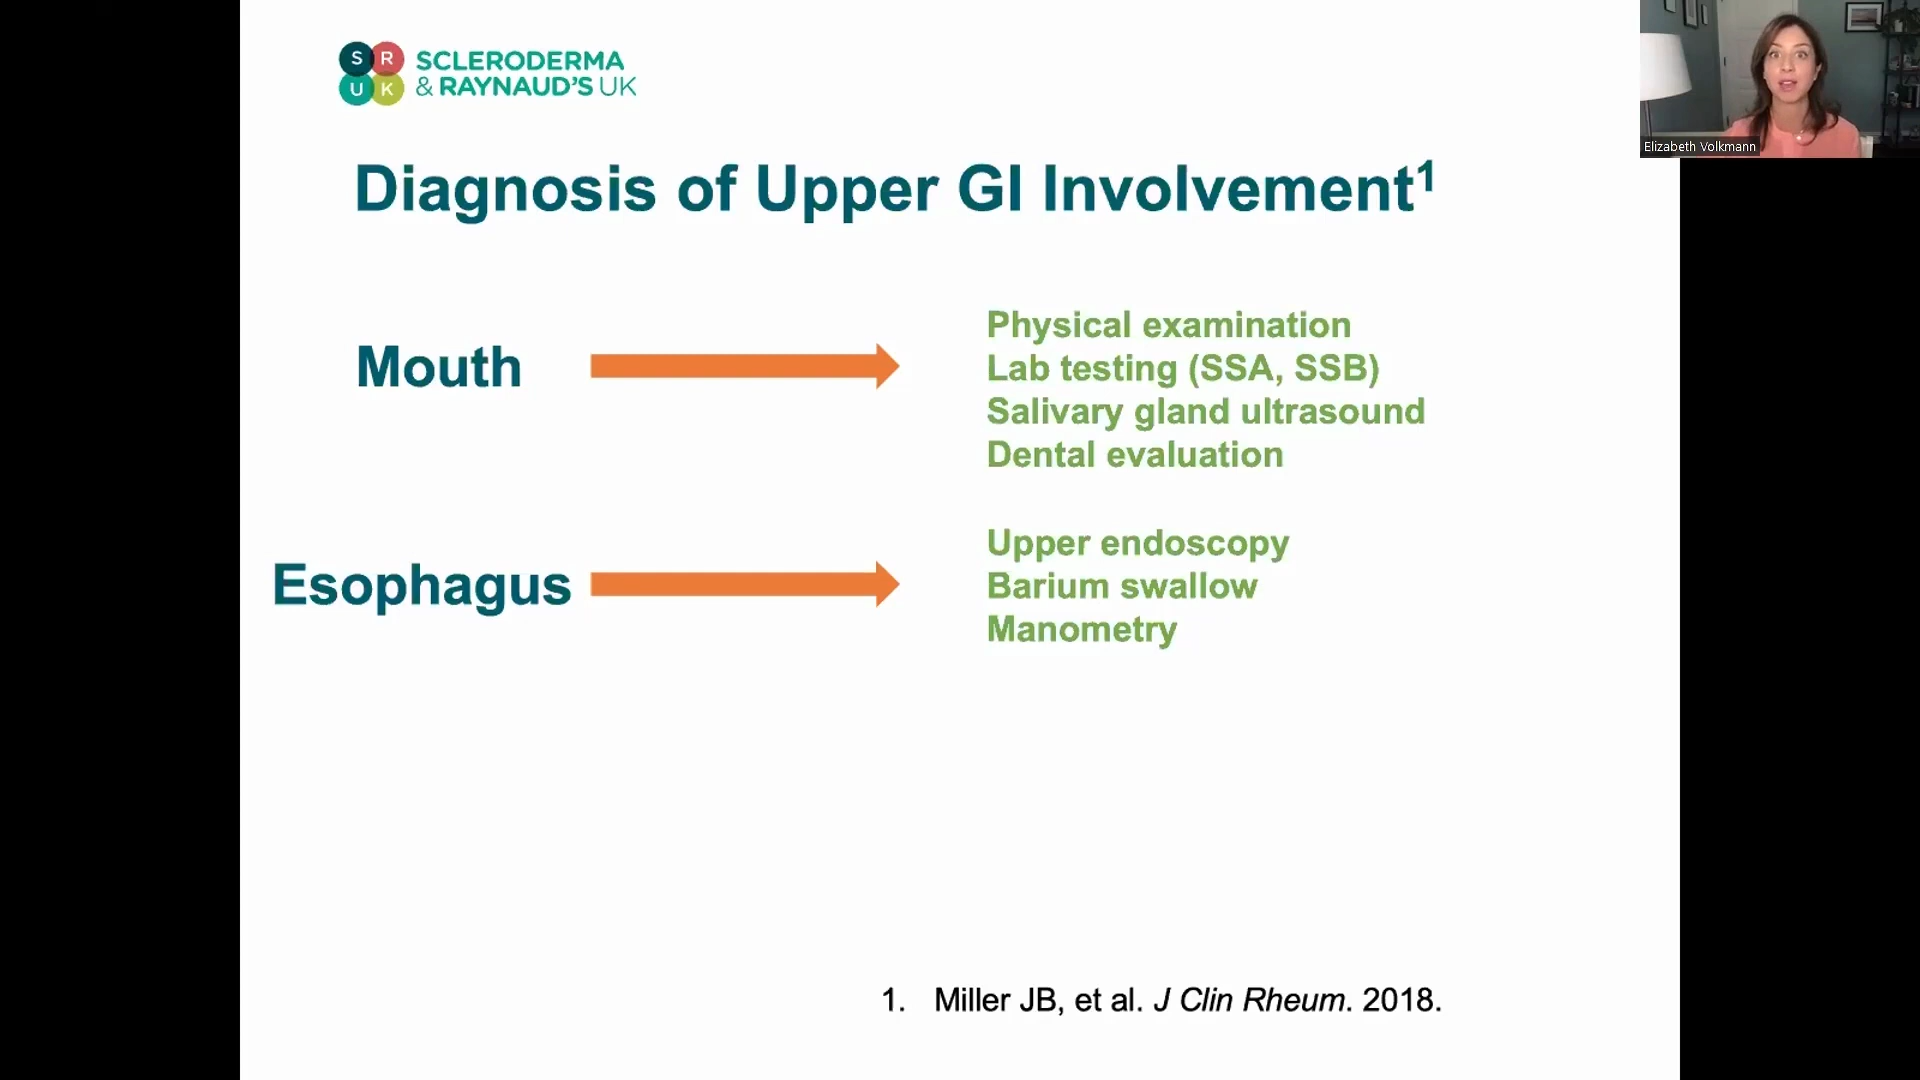 S R
U K
SCLERODERMA
& RAYNAUD'S UK
Elizabeth Volkmann
Diagnosis of Upper GI Involvement¹
Mouth
Physical examination
Lab testing (SSA, SSB)
Salivary gland ultrasound
Dental evaluation
Esophagus
Upper endoscopy
Barium swallow
Manometry
1. Miller JB, et al. J Clin Rheum. 2018.